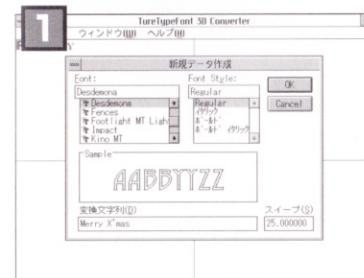 1
TureTypeFont 3D Converter
ウィンドウ(W) ヘルプ(H)
新規データ作成
Font: Font Style:
Desdemona Regular OK
Desdemona Regular Cancel
Fences イタリック
Footlight MT Ligh ボールド
Impact ボールド イタリック
Kino MT
Sample
AABBYYZZ
変換文字列(D) スイープ(S)
Merry X'mas 25.000000